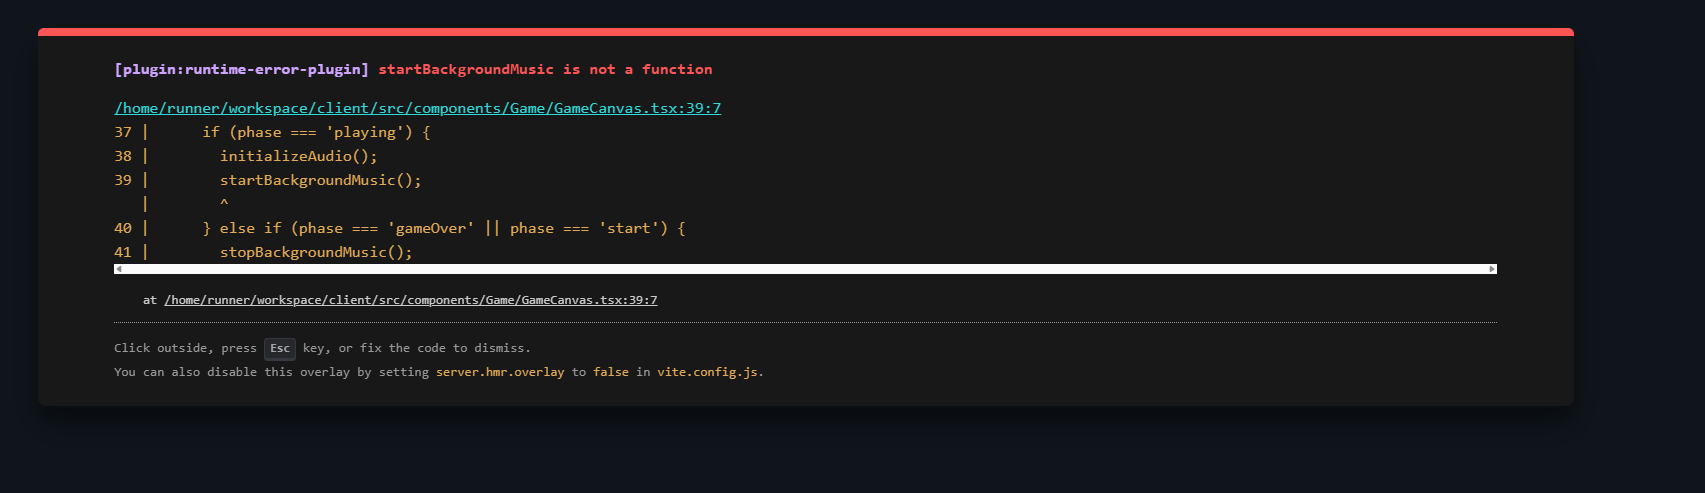 [plugin:runtime-error-plugin] startBackgroundMusic is not a function
/home/runner/workspace/client/src/components/Game/GameCanvas.tsx:39:7
37 |      if (phase === 'playing') {
38 |        initializeAudio();
39 |        startBackgroundMusic();
   |        ^
40 |      } else if (phase === 'gameOver' || phase === 'start') {
41 |        stopBackgroundMusic();
at /home/runner/workspace/client/src/components/Game/GameCanvas.tsx:39:7
Click outside, press Esc key, or fix the code to dismiss.
You can also disable this overlay by setting server.hmr.overlay to false in vite.config.js.